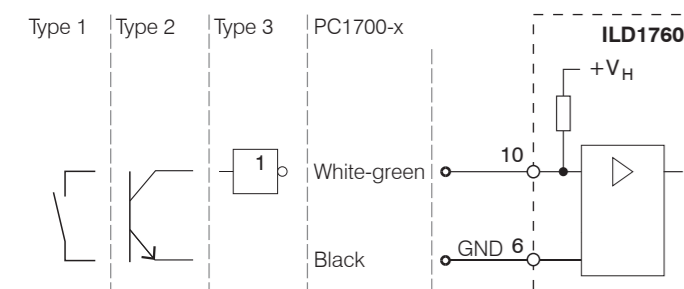 Type 1 Type 2 Type 3 PC1700-x
ILD1760
+VH
1
White-green
10
Black
GND 6